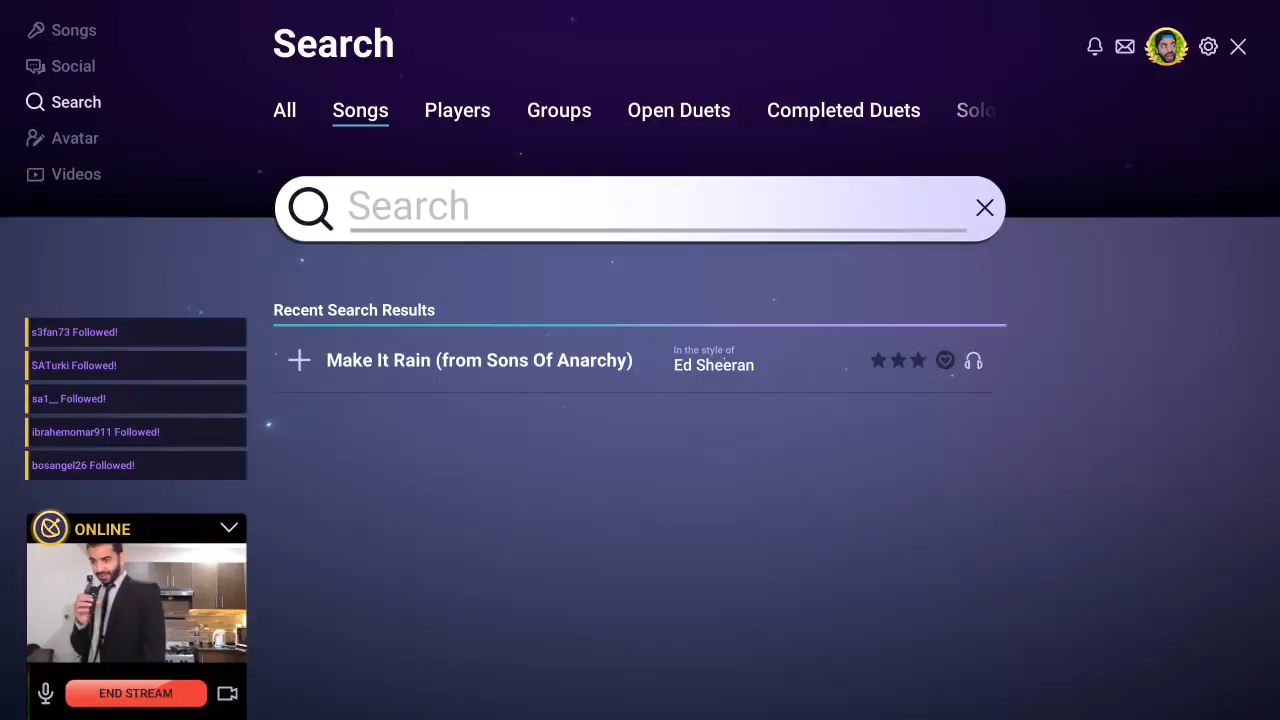 Songs
Social
Search
Avatar
Videos
Search
All Songs Players Groups Open Duets Completed Duets Solo
Search
Recent Search Results
Make It Rain (from Sons Of Anarchy)
In the style of
Ed Sheeran
s3fan73 Followed!
SATurki Followed!
sa1__ Followed!
ibrahemomar911 Followed!
bosangel26 Followed!
ONLINE
END STREAM